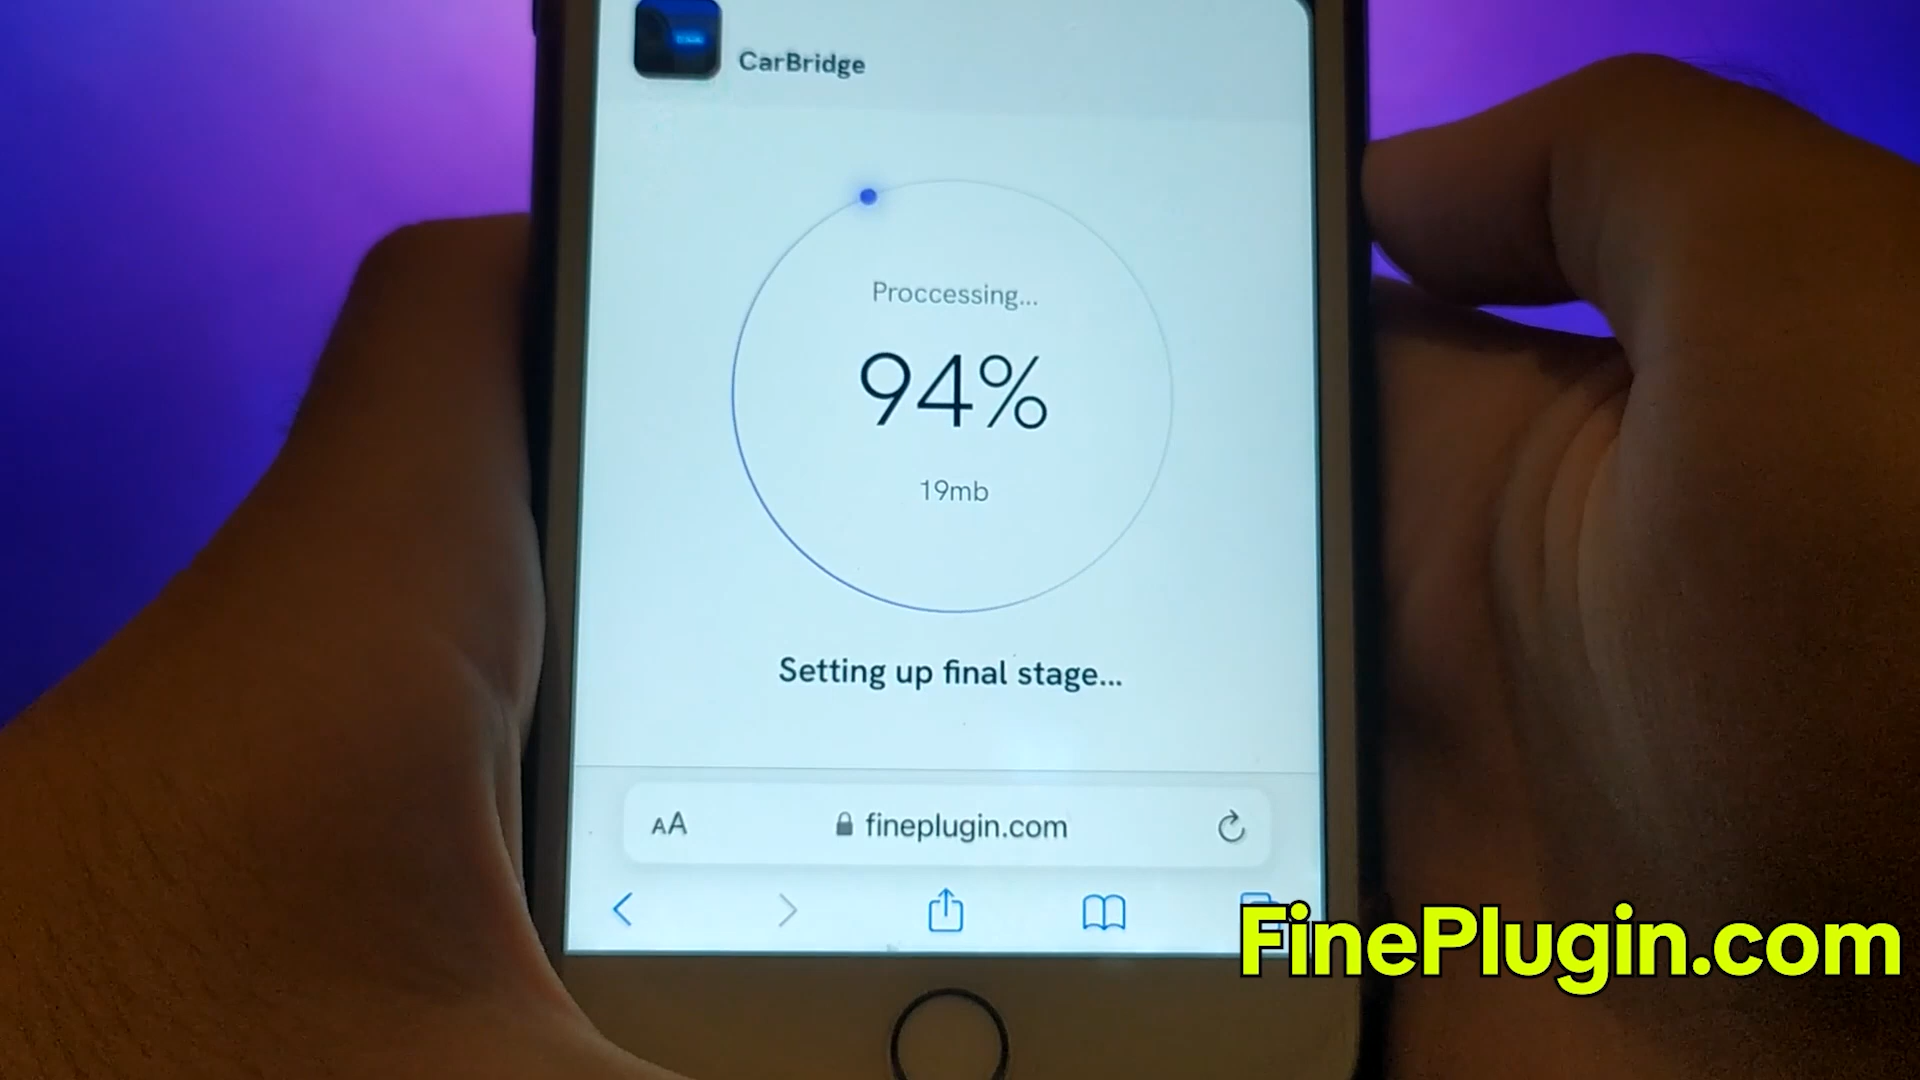 CarBridge
Proccessing...
94%
19mb
Setting up final stage...
AA
fineplugin.com
FinePlugin.com